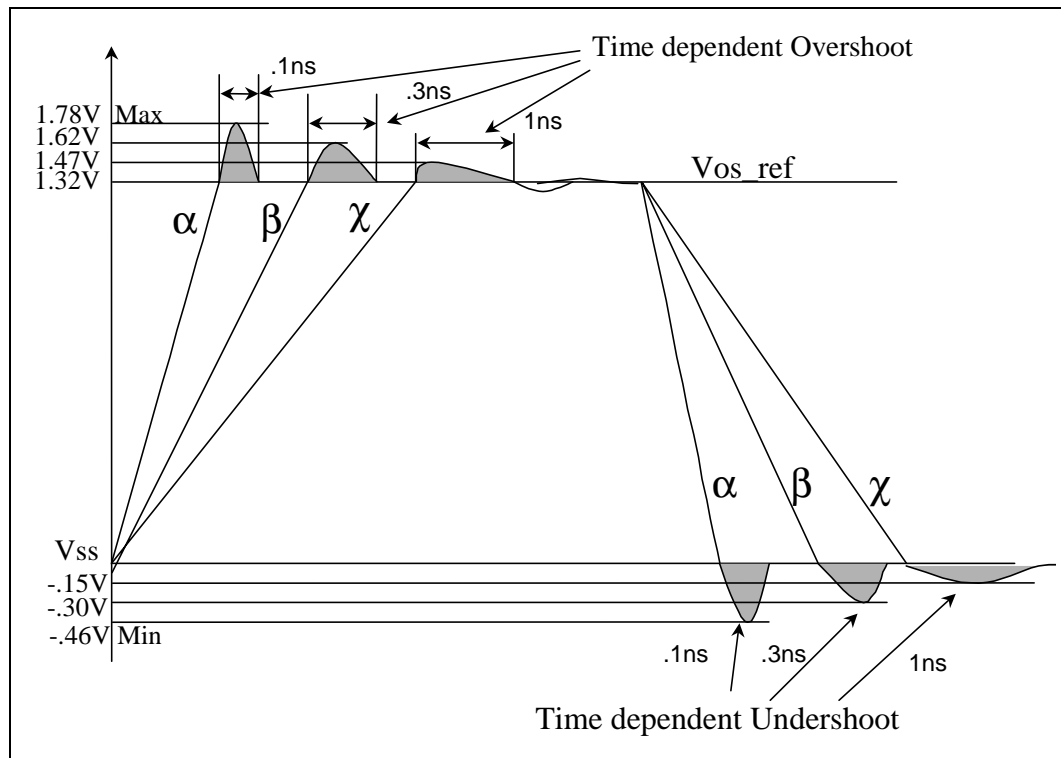 Time dependent Overshoot
.1ns
.3ns
1ns
1.78V Max
1.62V
1.47V
1.32V
Vos_ref
α
β
χ
α
β
χ
Vss
-.15V
-.30V
-.46V Min
.1ns
.3ns
1ns
Time dependent Undershoot